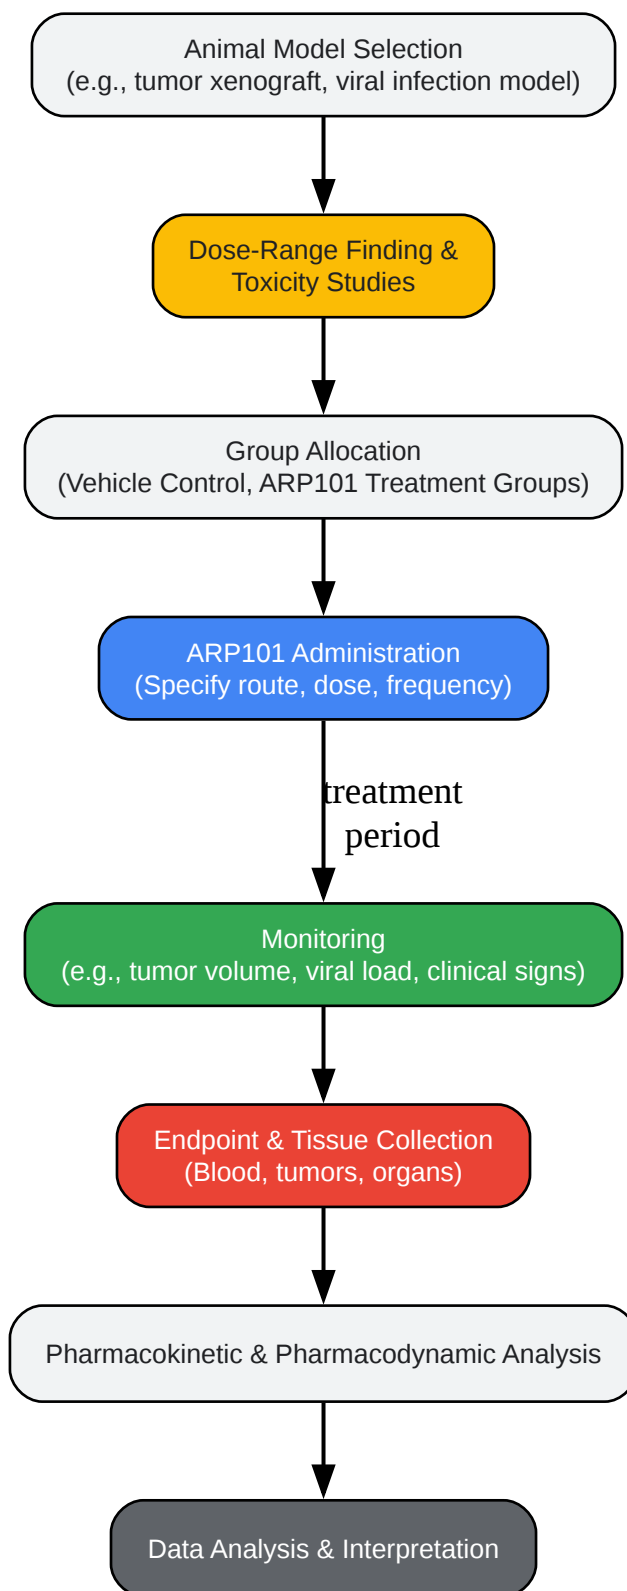 Animal Model Selection
(e.g., tumor xenograft, viral infection model)
Dose-Range Finding &
Toxicity Studies
Group Allocation
(Vehicle Control, ARP101 Treatment Groups)
ARP101 Administration
(Specify route, dose, frequency)
treatment
period
Monitoring
(e.g., tumor volume, viral load, clinical signs)
Endpoint & Tissue Collection
(Blood, tumors, organs)
Pharmacokinetic & Pharmacodynamic Analysis
Data Analysis & Interpretation